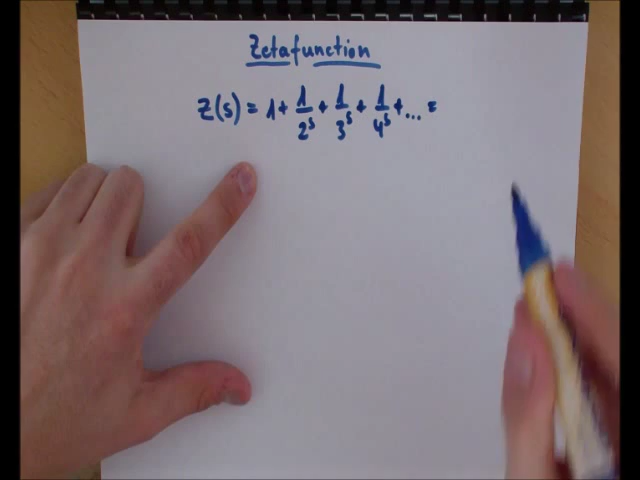 Zetafunction
Z(s) = 1 + 1/2^s + 1/3^s + 1/4^s + ... =